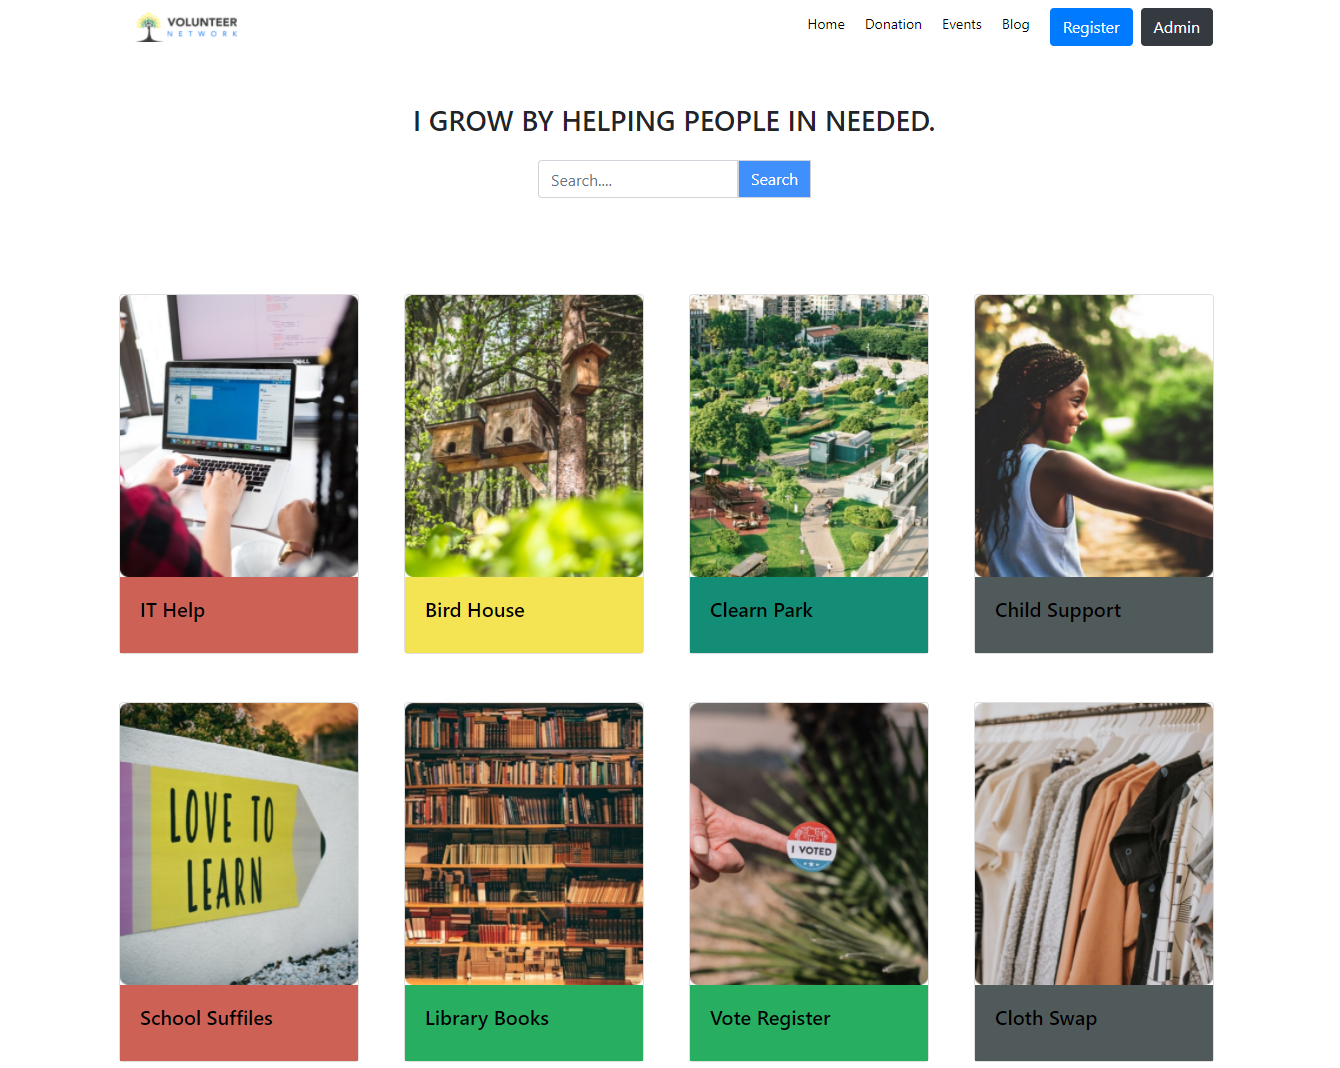 VOLUNTEER
NETWORK
Home Donation Events Blog Register Admin
I GROW BY HELPING PEOPLE IN NEEDED.
Search.... Search
DELL
IT Help
Bird House
Clearn Park
Child Support
LOVE TO
LEARN
I VOTED
School Suffiles
Library Books
Vote Register
Cloth Swap